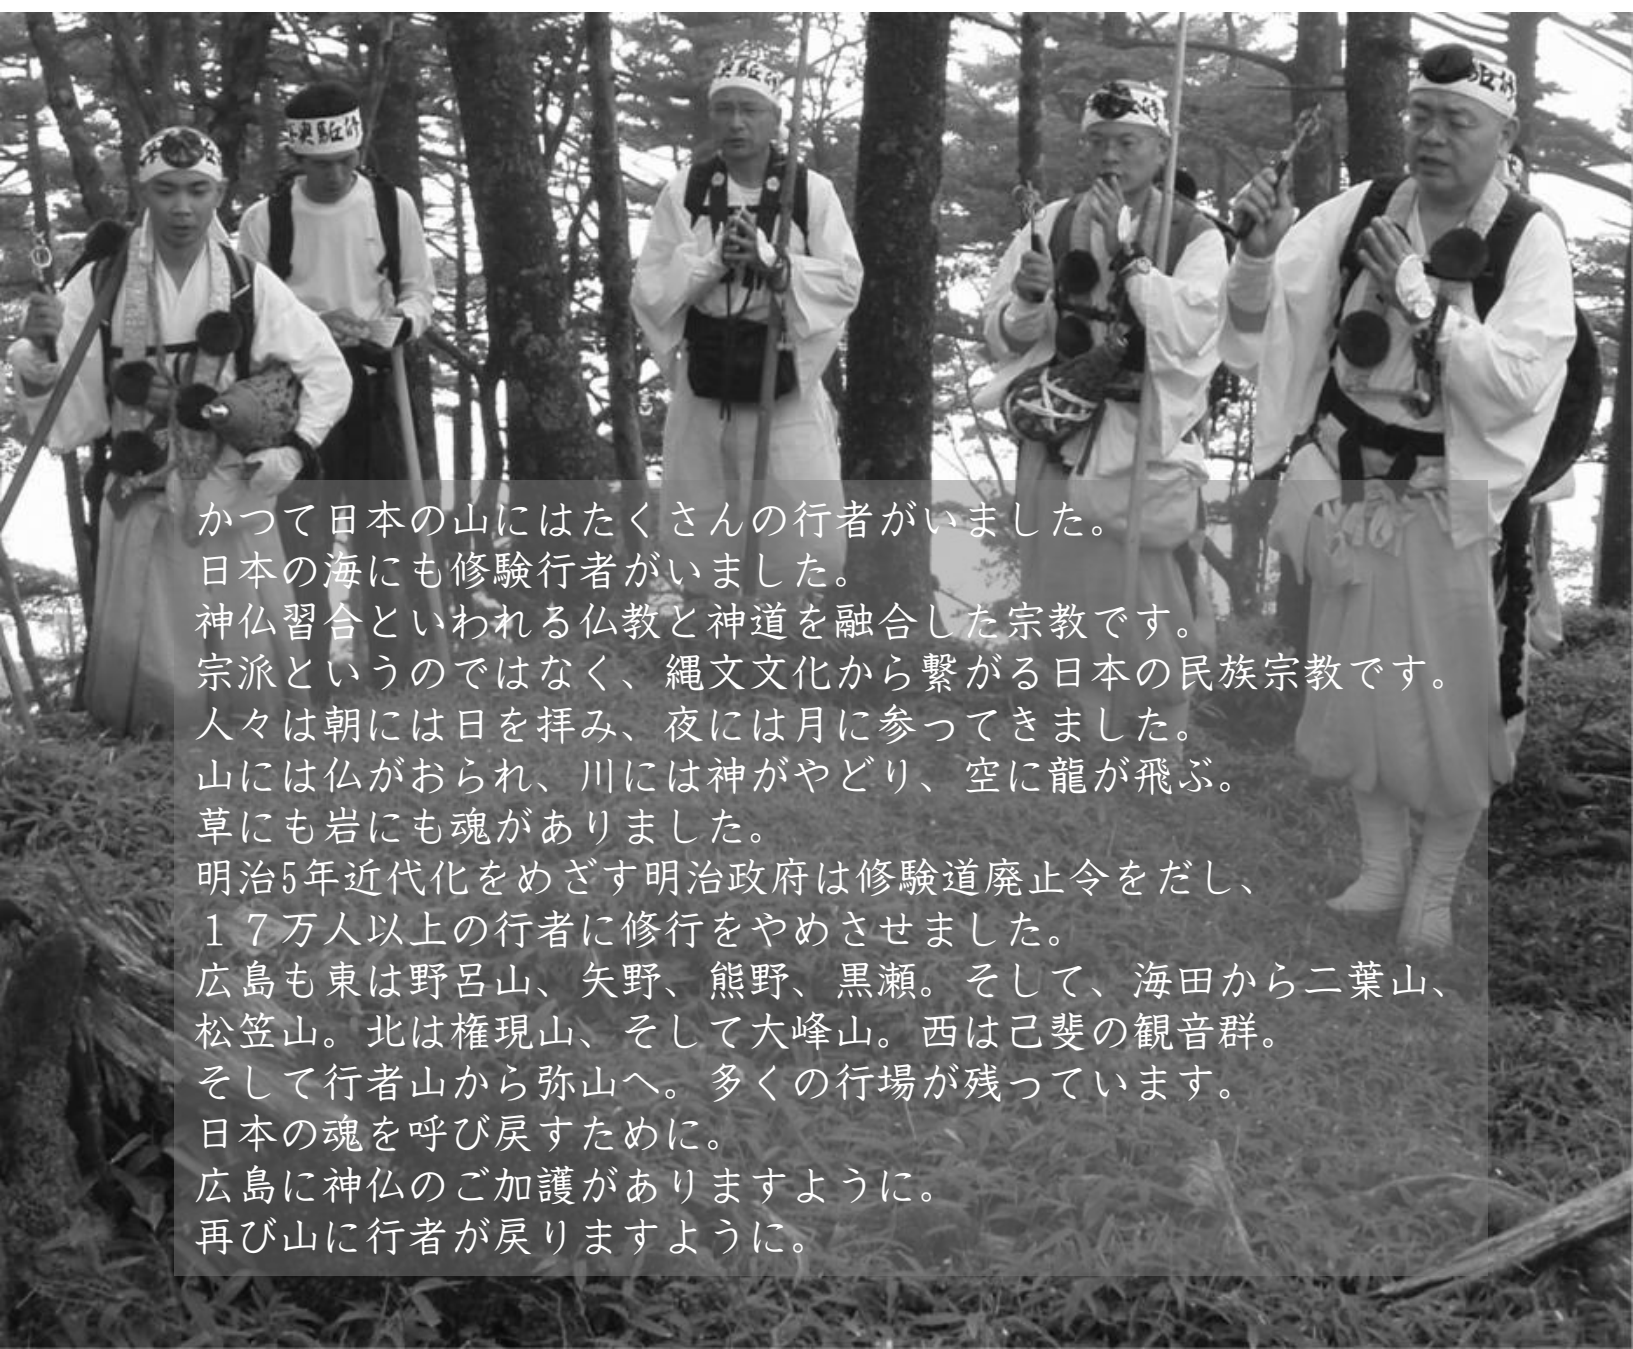 奥駈修
かつて日本の山にはたくさんの行者がいました。
日本の海にも修験行者がいました。
神仏習合といわれる仏教と神道を融合した宗教です。
宗派というのではなく、縄文文化から繋がる日本の民族宗教です。
人々は朝には日を拝み、夜には月に参ってきました。
山には仏がおられ、川には神がやどり、空に龍が飛ぶ。
草にも岩にも魂がありました。
明治5年近代化をめざす明治政府は修験道廃止令をだし、
１７万人以上の行者に修行をやめさせました。
広島も東は野呂山、矢野、熊野、黒瀬。そして、海田から二葉山、
松笠山。北は権現山、そして大峰山。西は己斐の観音群。
そして行者山から弥山へ。多くの行場が残っています。
日本の魂を呼び戻すために。
広島に神仏のご加護がありますように。
再び山に行者が戻りますように。